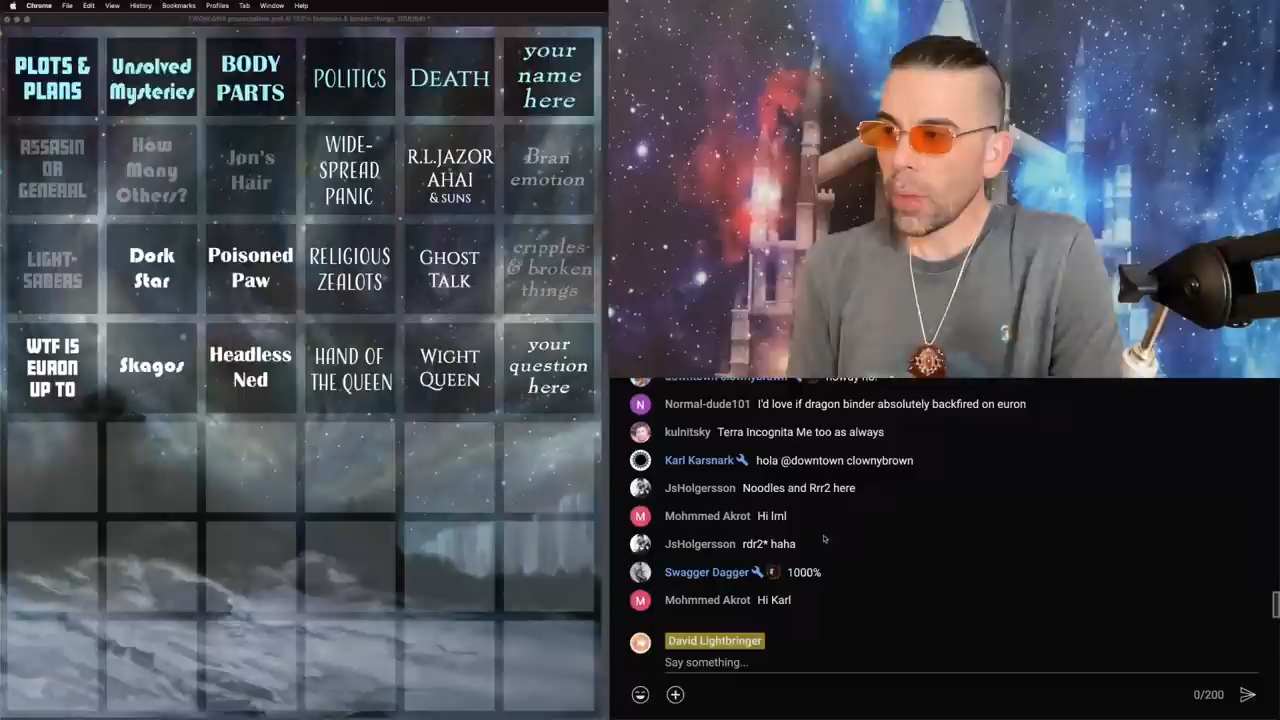 Chrome File Edit View History Bookmarks Profiles Tab Window Help
PLOTS &
PLANS
Unsolved
Mysteries
BODY
PARTS
POLITICS
DEATH
your
name
here
ASSASIN
OR
GENERAL
How
Many
Others?
Jon's
Hair
WIDE-
SPREAD
PANIC
R.L.JAZOR
AHAI
& SUNS
Bran
emotion
LIGHT-
SABERS
Dork
Star
Poisoned
Paw
RELIGIOUS
ZEALOTS
GHOST
TALK
cripples
& broken
things
WTF IS
EURON
UP TO
Skagos
Headless
Ned
HAND OF
THE QUEEN
WIGHT
QUEEN
your
question
here
N Normal-dude101 I'd love if dragon binder absolutely backfired on euron
kulnitsky Terra Incognita Me too as always
Karl Karsnark hola @downtown clownybrown
JsHolgersson Noodles and Rrr2 here
M Mohmmed Akrot Hi lml
JsHolgersson rdr2* haha
Swagger Dagger 1000%
M Mohmmed Akrot Hi Karl
David Lightbringer
Say something...
0/200